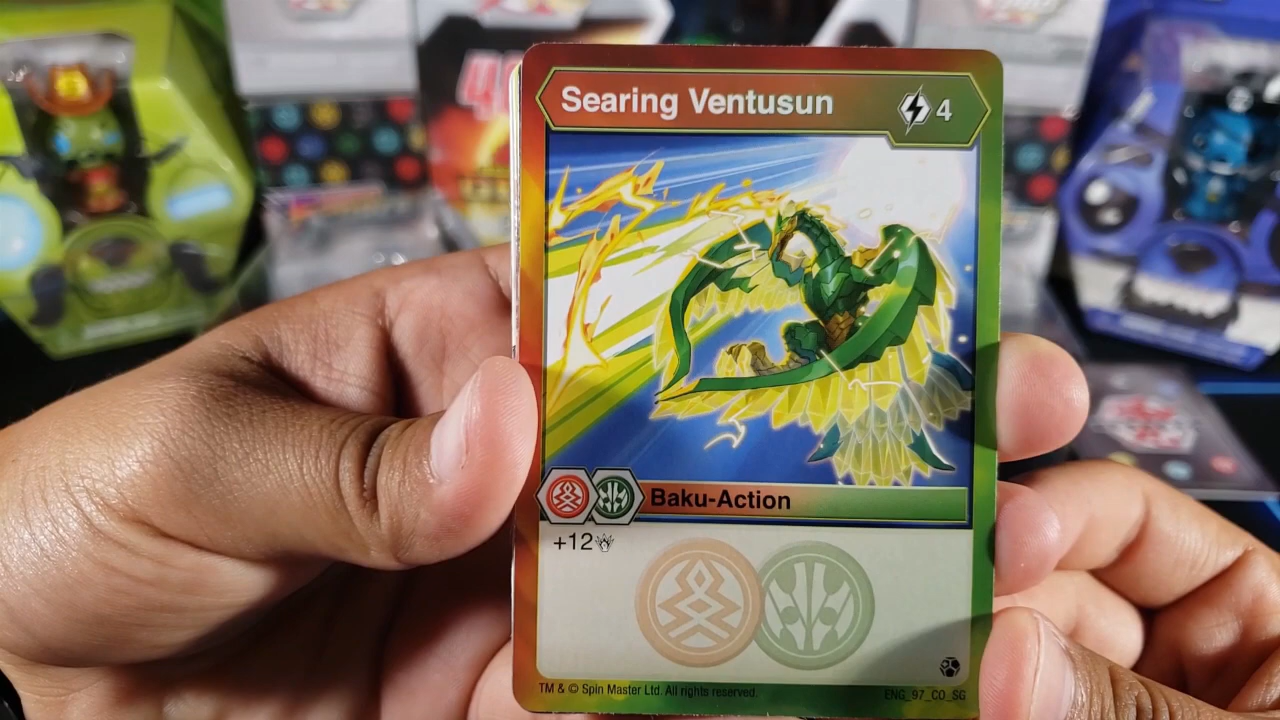 Searing Ventusun
4
Baku-Action
+12
TM & © Spin Master Ltd. All rights reserved.
ENG_97_CO_SG